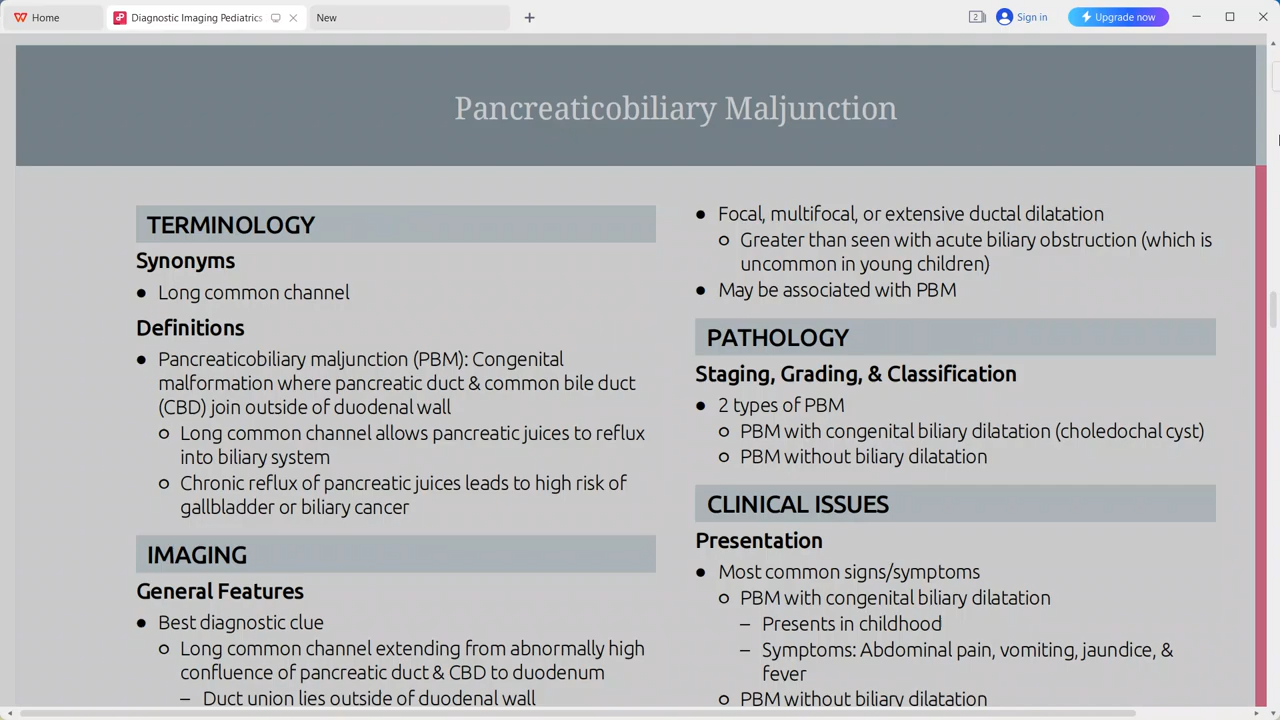 Home
Diagnostic Imaging Pediatrics
New
2
Sign in
Upgrade now
Pancreaticobiliary Maljunction
TERMINOLOGY
Synonyms
● Long common channel
Definitions
● Pancreaticobiliary maljunction (PBM): Congenital
malformation where pancreatic duct & common bile duct
(CBD) join outside of duodenal wall
○ Long common channel allows pancreatic juices to reflux
into biliary system
○ Chronic reflux of pancreatic juices leads to high risk of
gallbladder or biliary cancer
IMAGING
General Features
● Best diagnostic clue
○ Long common channel extending from abnormally high
confluence of pancreatic duct & CBD to duodenum
– Duct union lies outside of duodenal wall
● Focal, multifocal, or extensive ductal dilatation
○ Greater than seen with acute biliary obstruction (which is
uncommon in young children)
● May be associated with PBM
PATHOLOGY
Staging, Grading, & Classification
● 2 types of PBM
○ PBM with congenital biliary dilatation (choledochal cyst)
○ PBM without biliary dilatation
CLINICAL ISSUES
Presentation
● Most common signs/symptoms
○ PBM with congenital biliary dilatation
– Presents in childhood
– Symptoms: Abdominal pain, vomiting, jaundice, &
fever
○ PBM without biliary dilatation